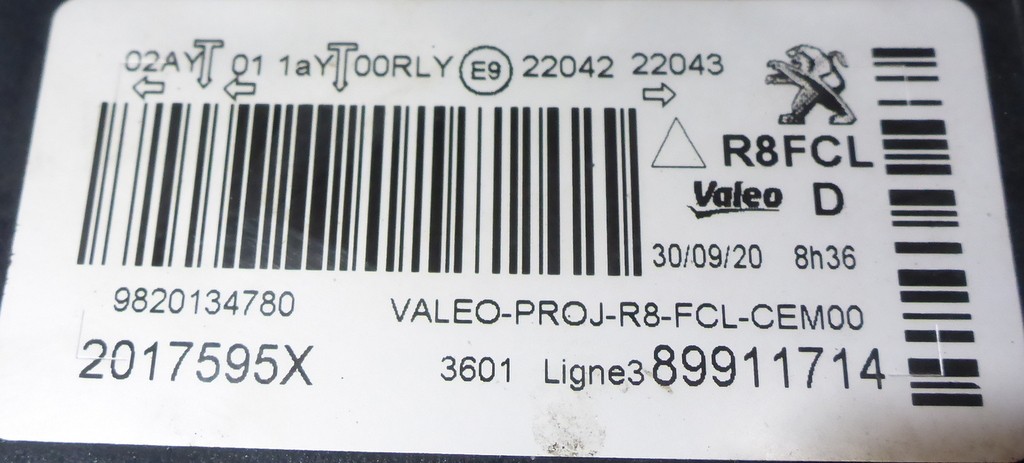 02AY 01 1aY 00RLY E9 22042 22043
R8FCL
Valeo D
30/09/20 8h36
9820134780 VALEO-PROJ-R8-FCL-CEM00
2017595X 3601 Ligne3 89911714